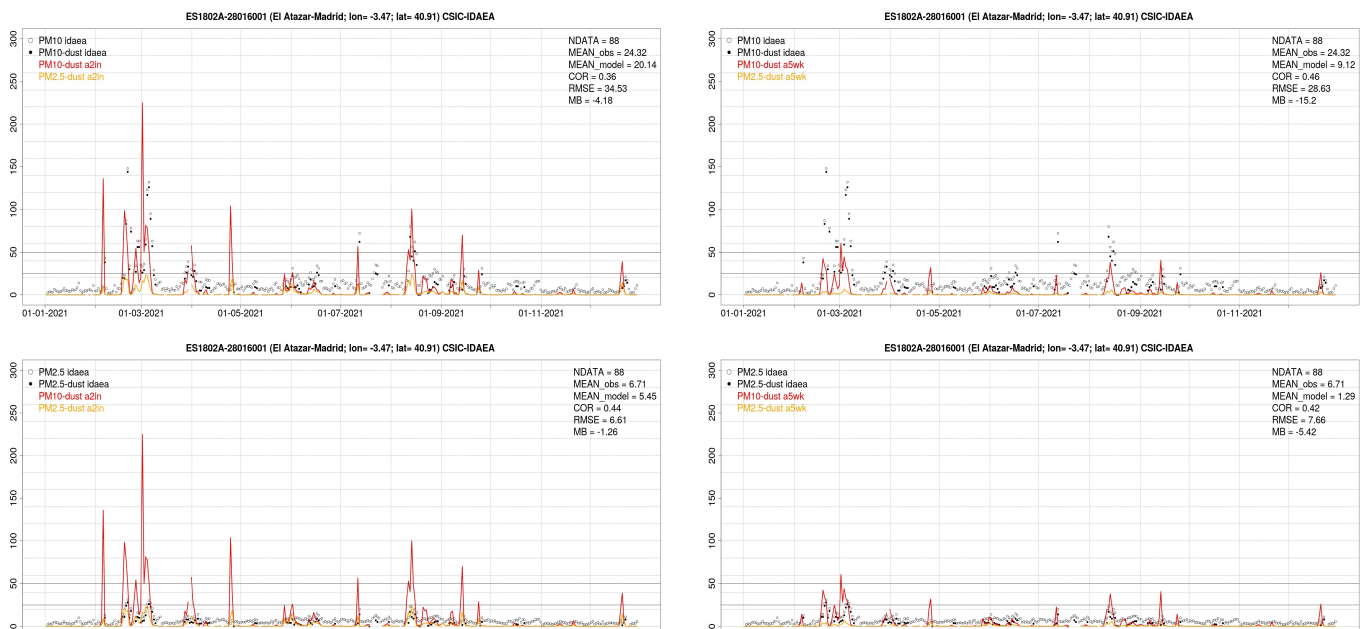 ES1802A-28016001 (El Atazar-Madrid; lon= -3.47; lat= 40.91) CSIC-IDAEA
PM10 idaea
PM10-dust idaea
PM10-dust a2in
PM2.5-dust a2in
NDATA = 88
MEAN_obs = 24.32
MEAN_model = 20.14
COR = 0.36
RMSE = 34.53
MB = -4.18
300
250
200
150
100
50
0
01-01-2021 01-03-2021 01-05-2021 01-07-2021 01-09-2021 01-11-2021
ES1802A-28016001 (El Atazar-Madrid; lon= -3.47; lat= 40.91) CSIC-IDAEA
PM10 idaea
PM10-dust idaea
PM10-dust a5wk
PM2.5-dust a5wk
NDATA = 88
MEAN_obs = 24.32
MEAN_model = 9.12
COR = 0.46
RMSE = 28.63
MB = -15.2
300
250
200
150
100
50
0
01-01-2021 01-03-2021 01-05-2021 01-07-2021 01-09-2021 01-11-2021
ES1802A-28016001 (El Atazar-Madrid; lon= -3.47; lat= 40.91) CSIC-IDAEA
PM2.5 idaea
PM2.5-dust idaea
PM10-dust a2in
PM2.5-dust a2in
NDATA = 88
MEAN_obs = 6.71
MEAN_model = 5.45
COR = 0.44
RMSE = 6.61
MB = -1.26
300
250
200
150
100
50
0
ES1802A-28016001 (El Atazar-Madrid; lon= -3.47; lat= 40.91) CSIC-IDAEA
PM2.5 idaea
PM2.5-dust idaea
PM10-dust a5wk
PM2.5-dust a5wk
NDATA = 88
MEAN_obs = 6.71
MEAN_model = 1.29
COR = 0.42
RMSE = 7.66
MB = -5.42
300
250
200
150
100
50
0